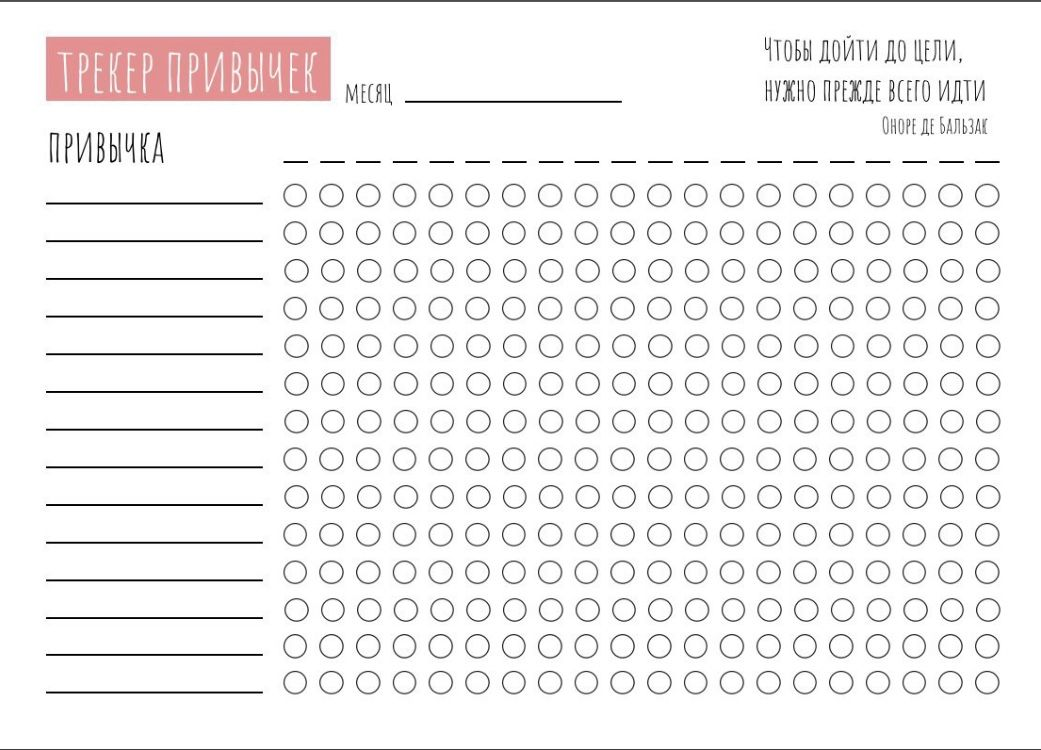 ТРЕКЕР ПРИВЫЧЕК
месяц
Чтобы дойти до цели,
нужно прежде всего идти
Оноре де Бальзак
ПРИВЫЧКА